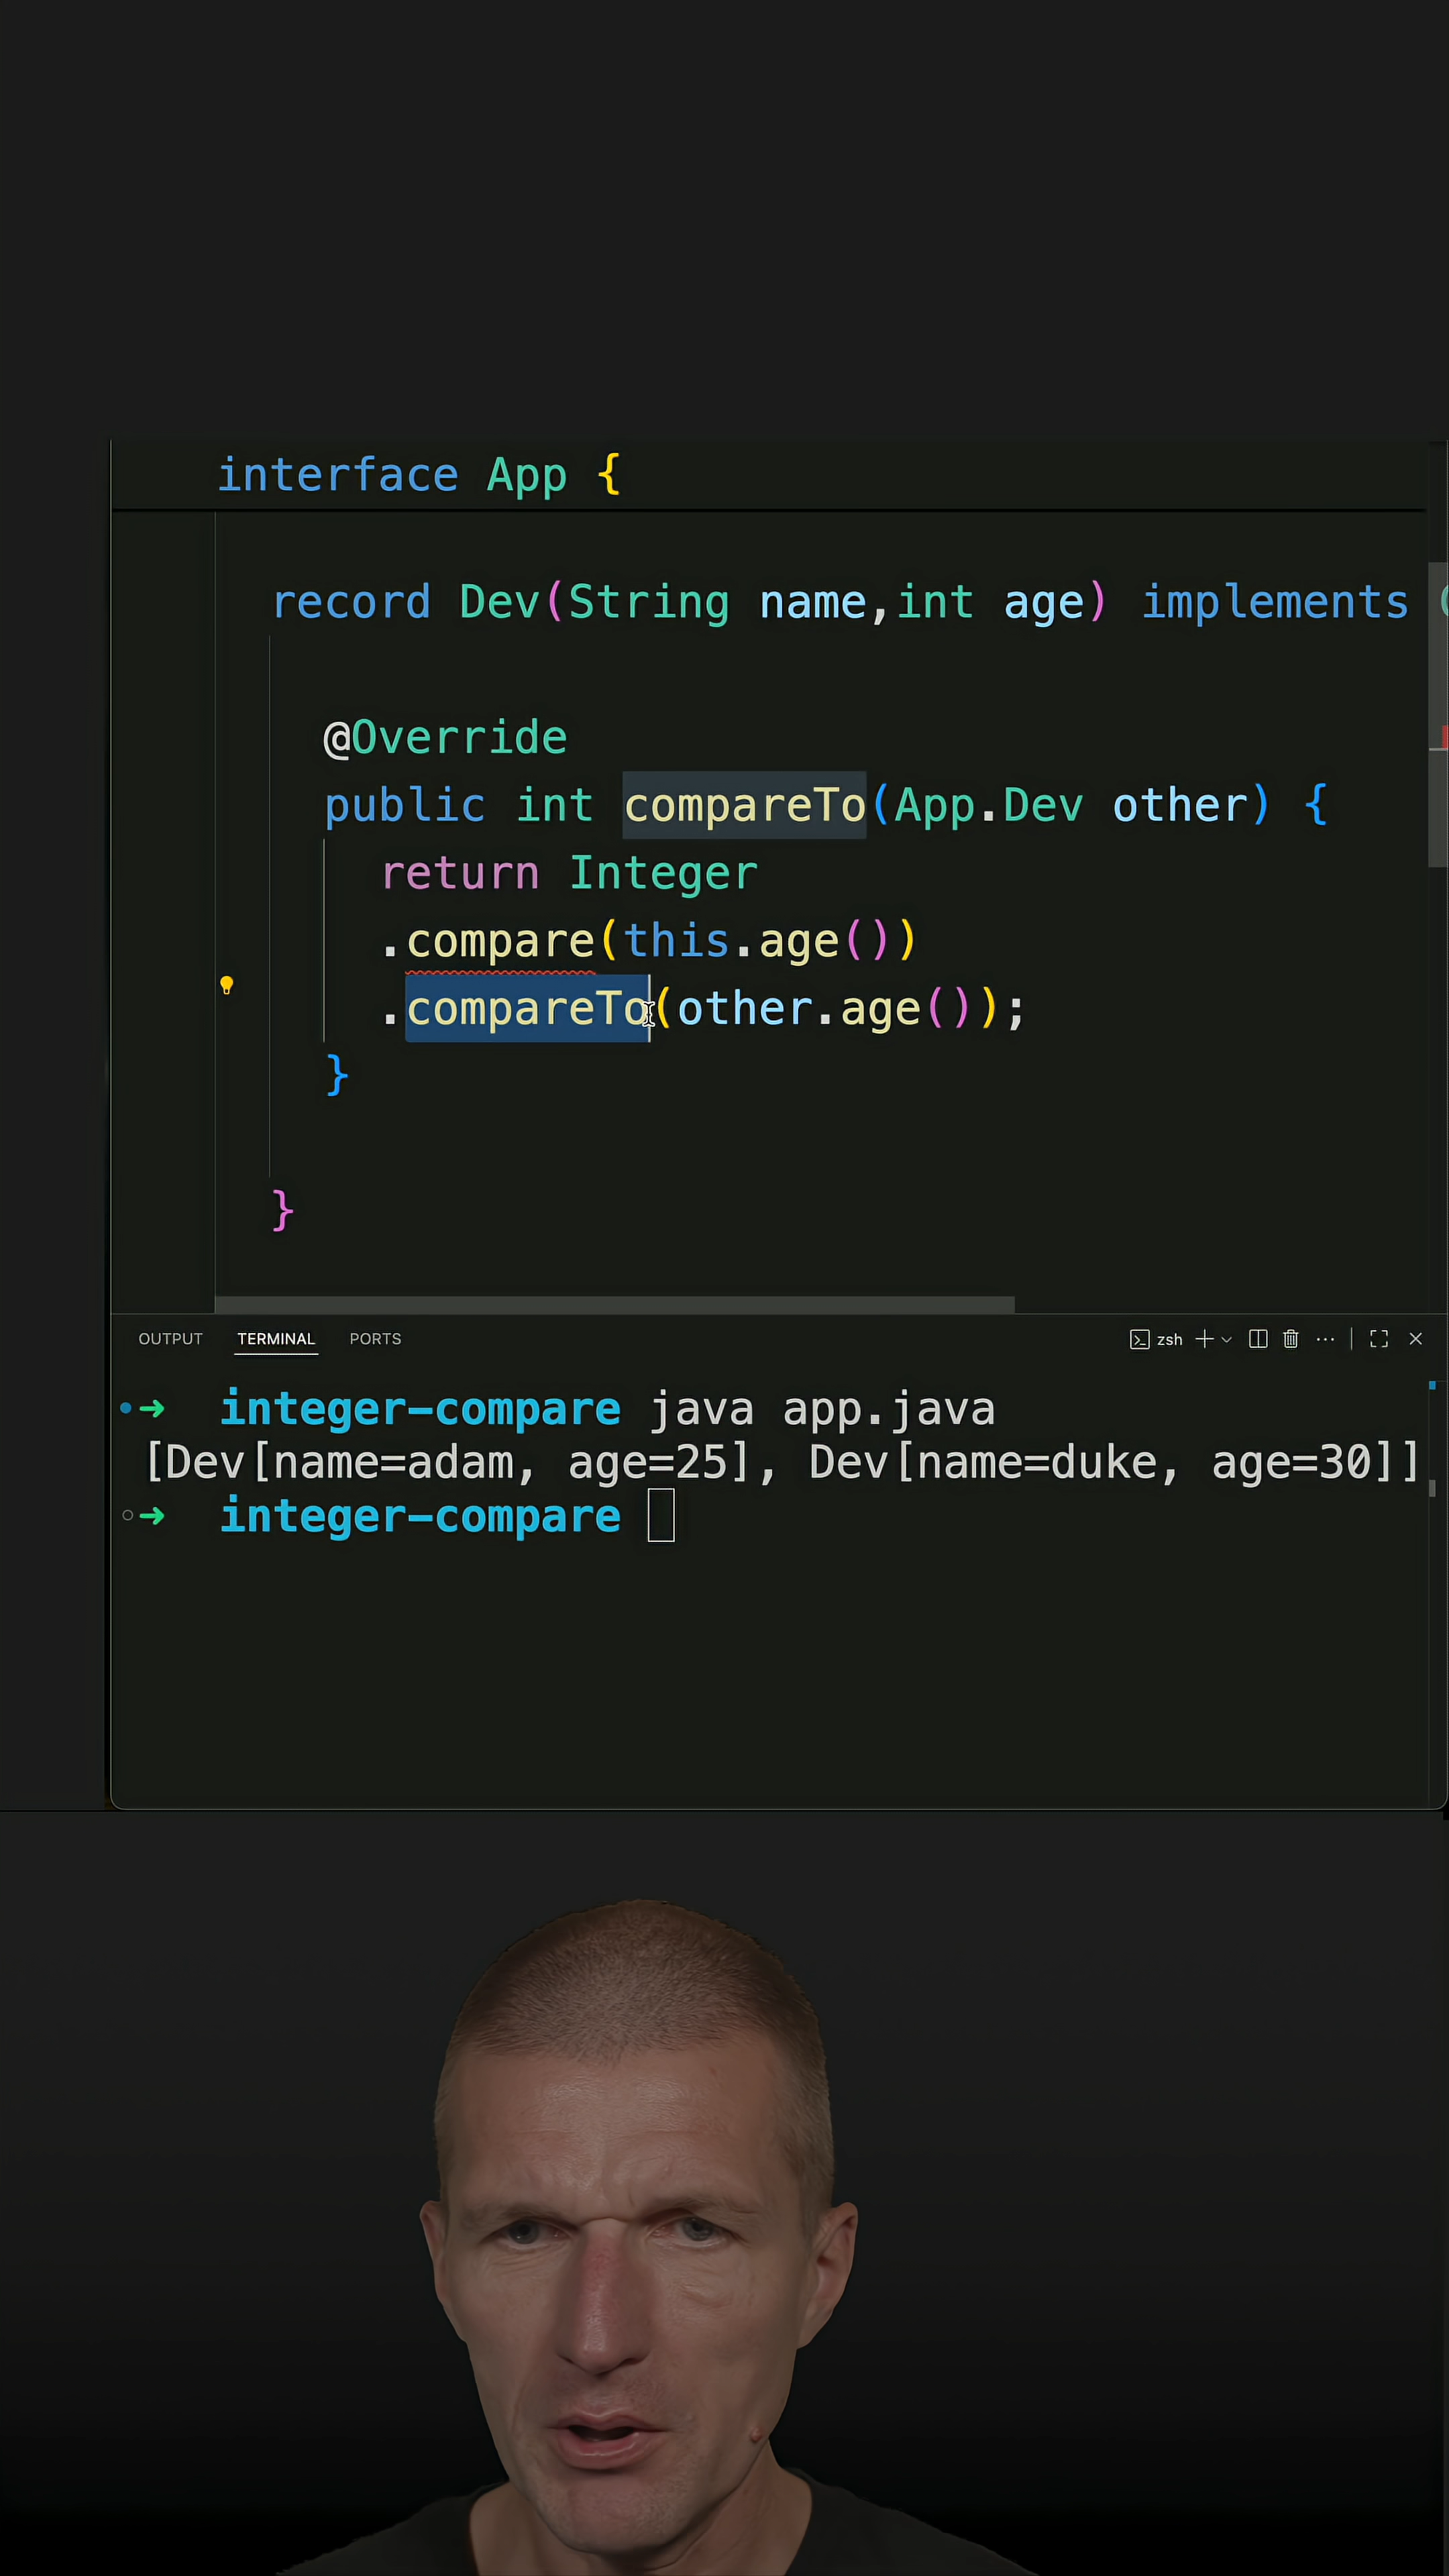 interface App {
record Dev(String name,int age) implements
@Override
public int compareTo(App.Dev other) {
return Integer
.compare(this.age())
.compareTo(other.age());
}
}
OUTPUT TERMINAL PORTS zsh
integer-compare java app.java
[Dev[name=adam, age=25], Dev[name=duke, age=30]]
integer-compare